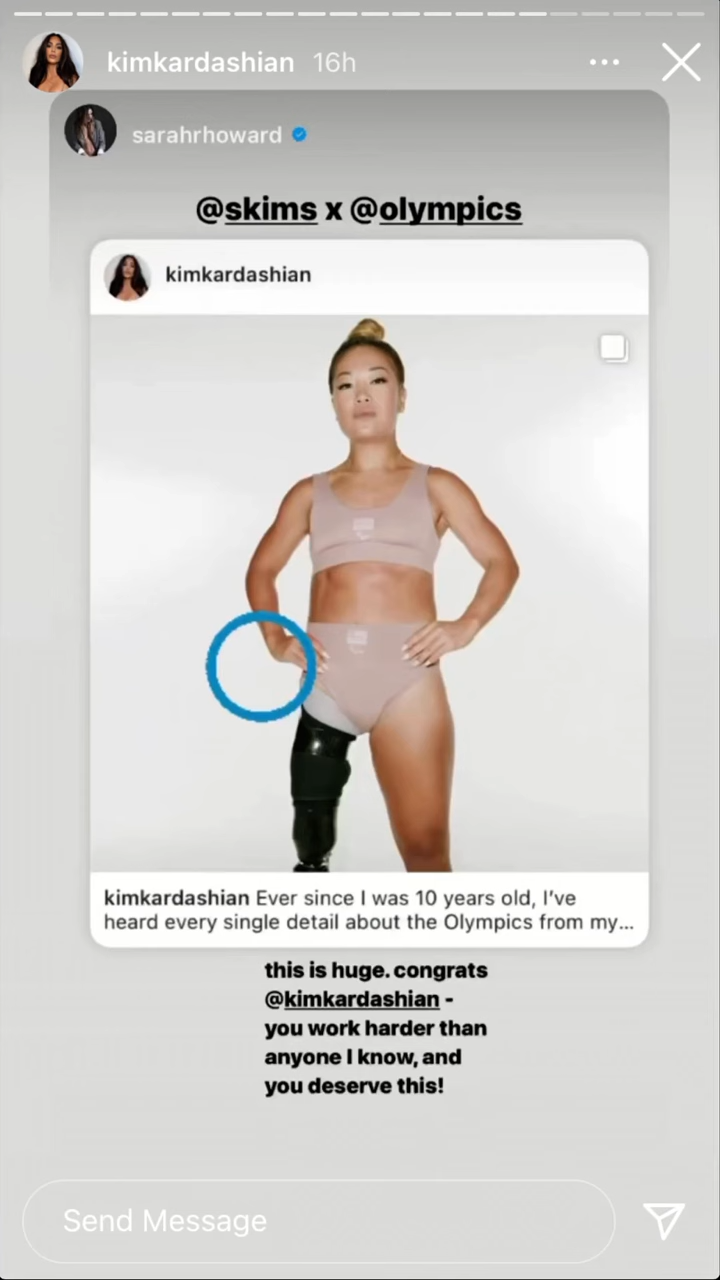 kimkardashian 16h
sarahrhoward
@skims x @olympics
kimkardashian
kimkardashian Ever since I was 10 years old, I've
heard every single detail about the Olympics from my...
this is huge. congrats
@kimkardashian -
you work harder than
anyone I know, and
you deserve this!
Send Message